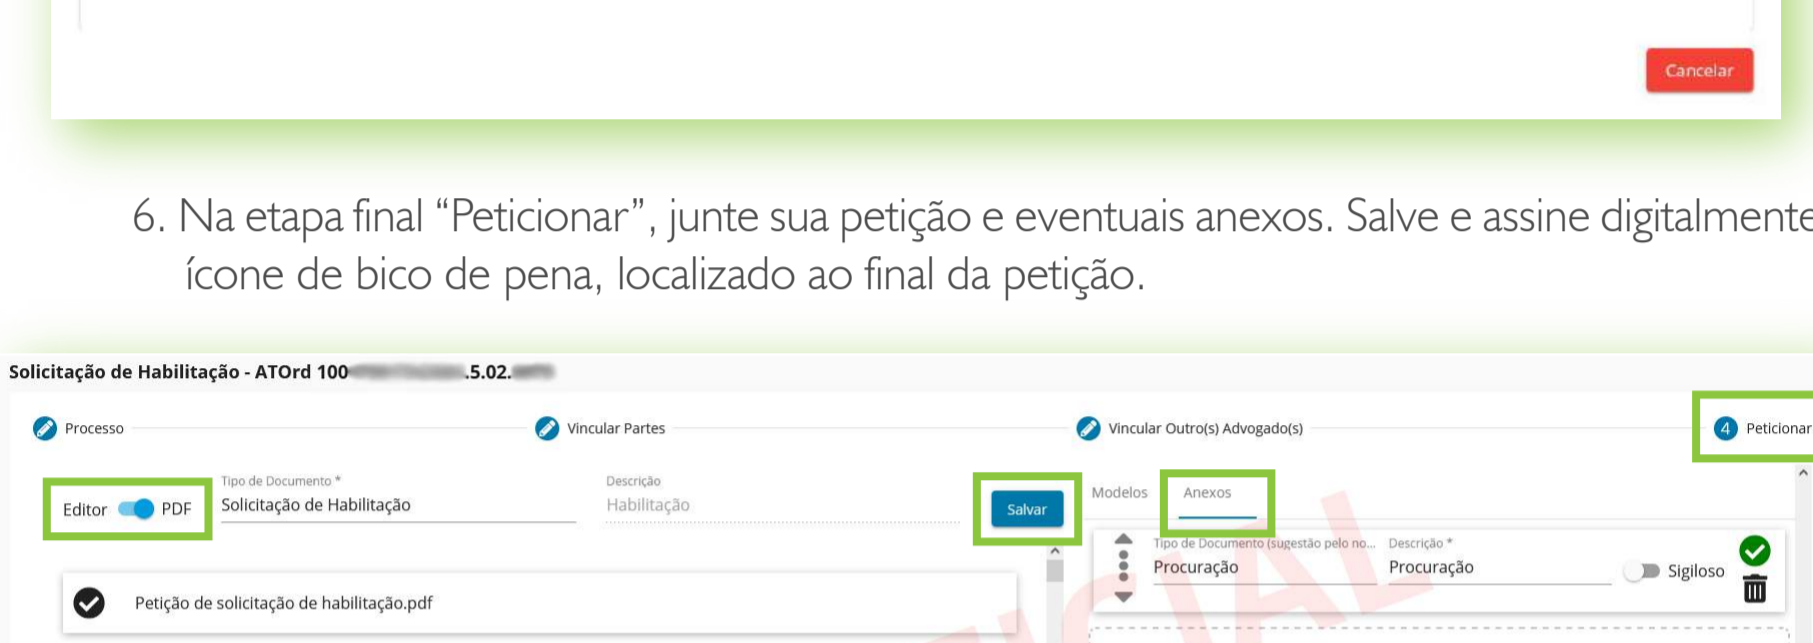 Cancelar
6. Na etapa final “Peticionar”, junte sua petição e eventuais anexos. Salve e assine digitalmente
ícone de bico de pena, localizado ao final da petição.
Solicitação de Habilitação - ATOrd 100 .5.02.
Processo
Vincular Partes
Vincular Outro(s) Advogado(s)
4 Peticionar
Editor PDF
Tipo de Documento *
Solicitação de Habilitação
Descrição
Habilitação
Salvar
Modelos Anexos
Tipo de Documento (sugestão pelo no...
Procuração
Descrição *
Procuração
Sigiloso
Petição de solicitação de habilitação.pdf